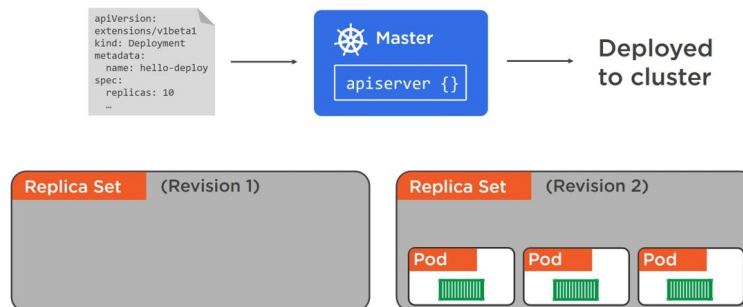 apiVersion:
extensions/v1beta1
kind: Deployment
metadata:
name: hello-deploy
spec:
replicas: 10
…
Master
apiserver {}
Deployed
to cluster
Replica Set (Revision 1)
Replica Set (Revision 2)
Pod Pod Pod